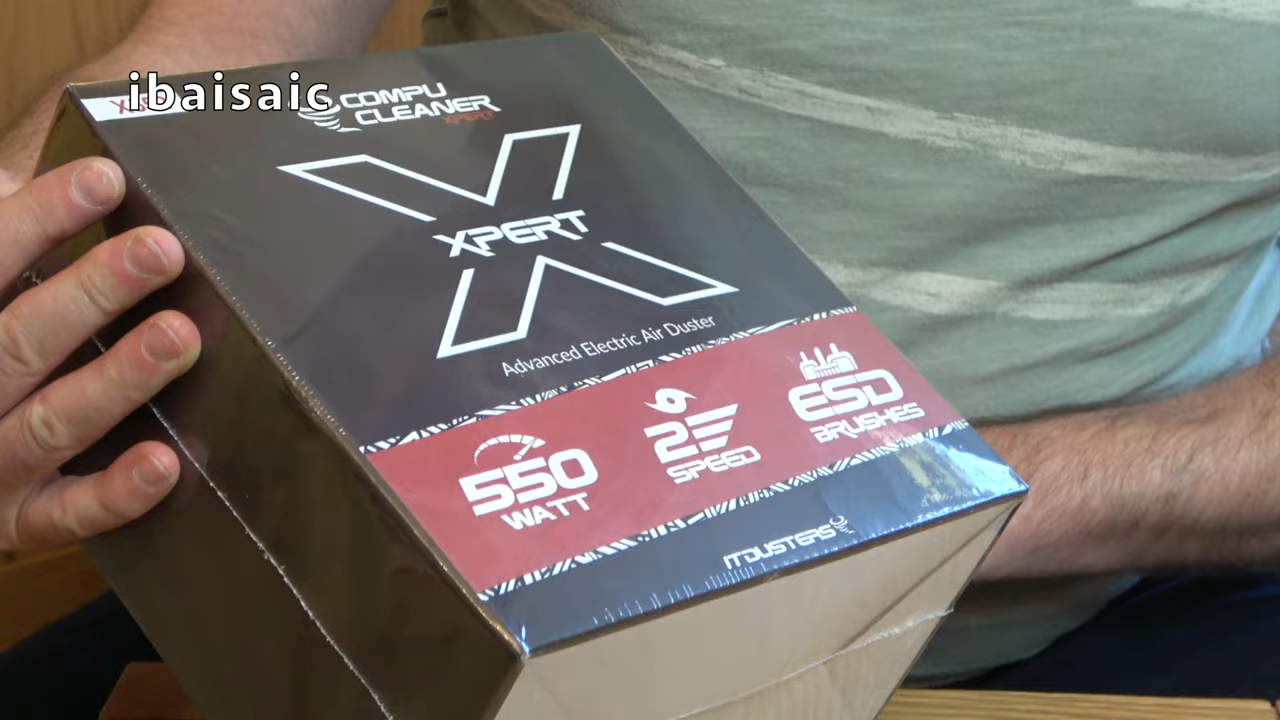 ibaisaic
COMPU
CLEANER
XPERT
XPERT
Advanced Electric Air Duster
550
WATT
2
SPEED
ESD
BRUSHES
ITDUSTERS